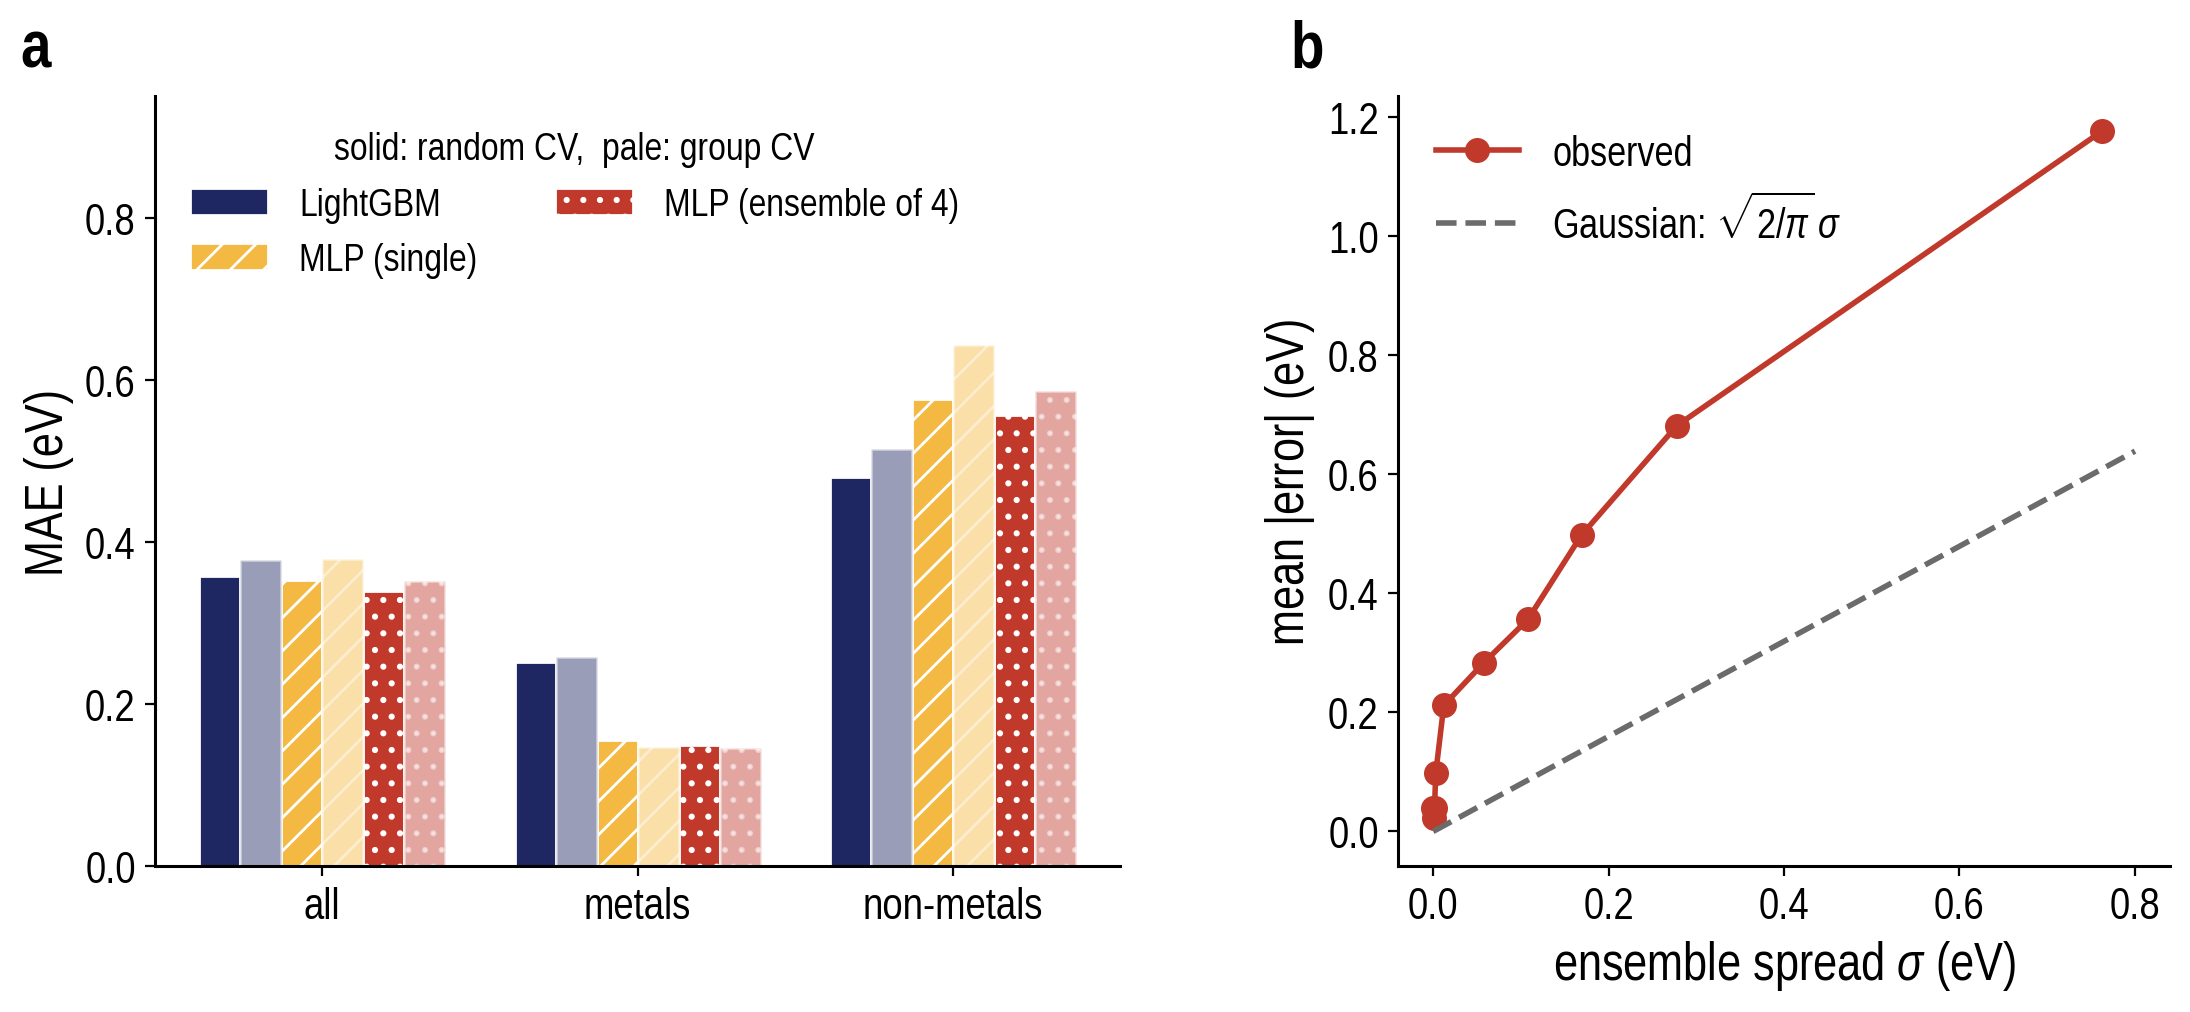 a
solid: random CV, pale: group CV
LightGBM
MLP (single)
MLP (ensemble of 4)
MAE (eV)
0.8
0.6
0.4
0.2
0.0
all
metals
non-metals
b
observed
Gaussian: √2/π σ
mean |error| (eV)
1.2
1.0
0.8
0.6
0.4
0.2
0.0
0.0
0.2
0.4
0.6
0.8
ensemble spread σ (eV)